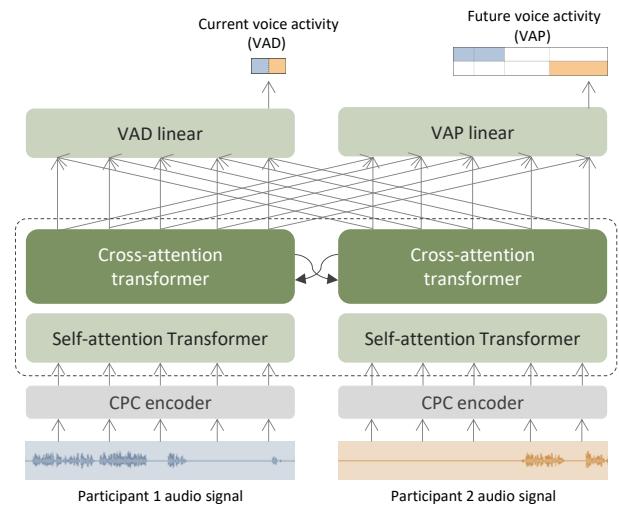 Current voice activity
(VAD)
Future voice activity
(VAP)
VAD linear
VAP linear
Cross-attention
transformer
Cross-attention
transformer
Self-attention Transformer
Self-attention Transformer
CPC encoder
CPC encoder
Participant 1 audio signal
Participant 2 audio signal